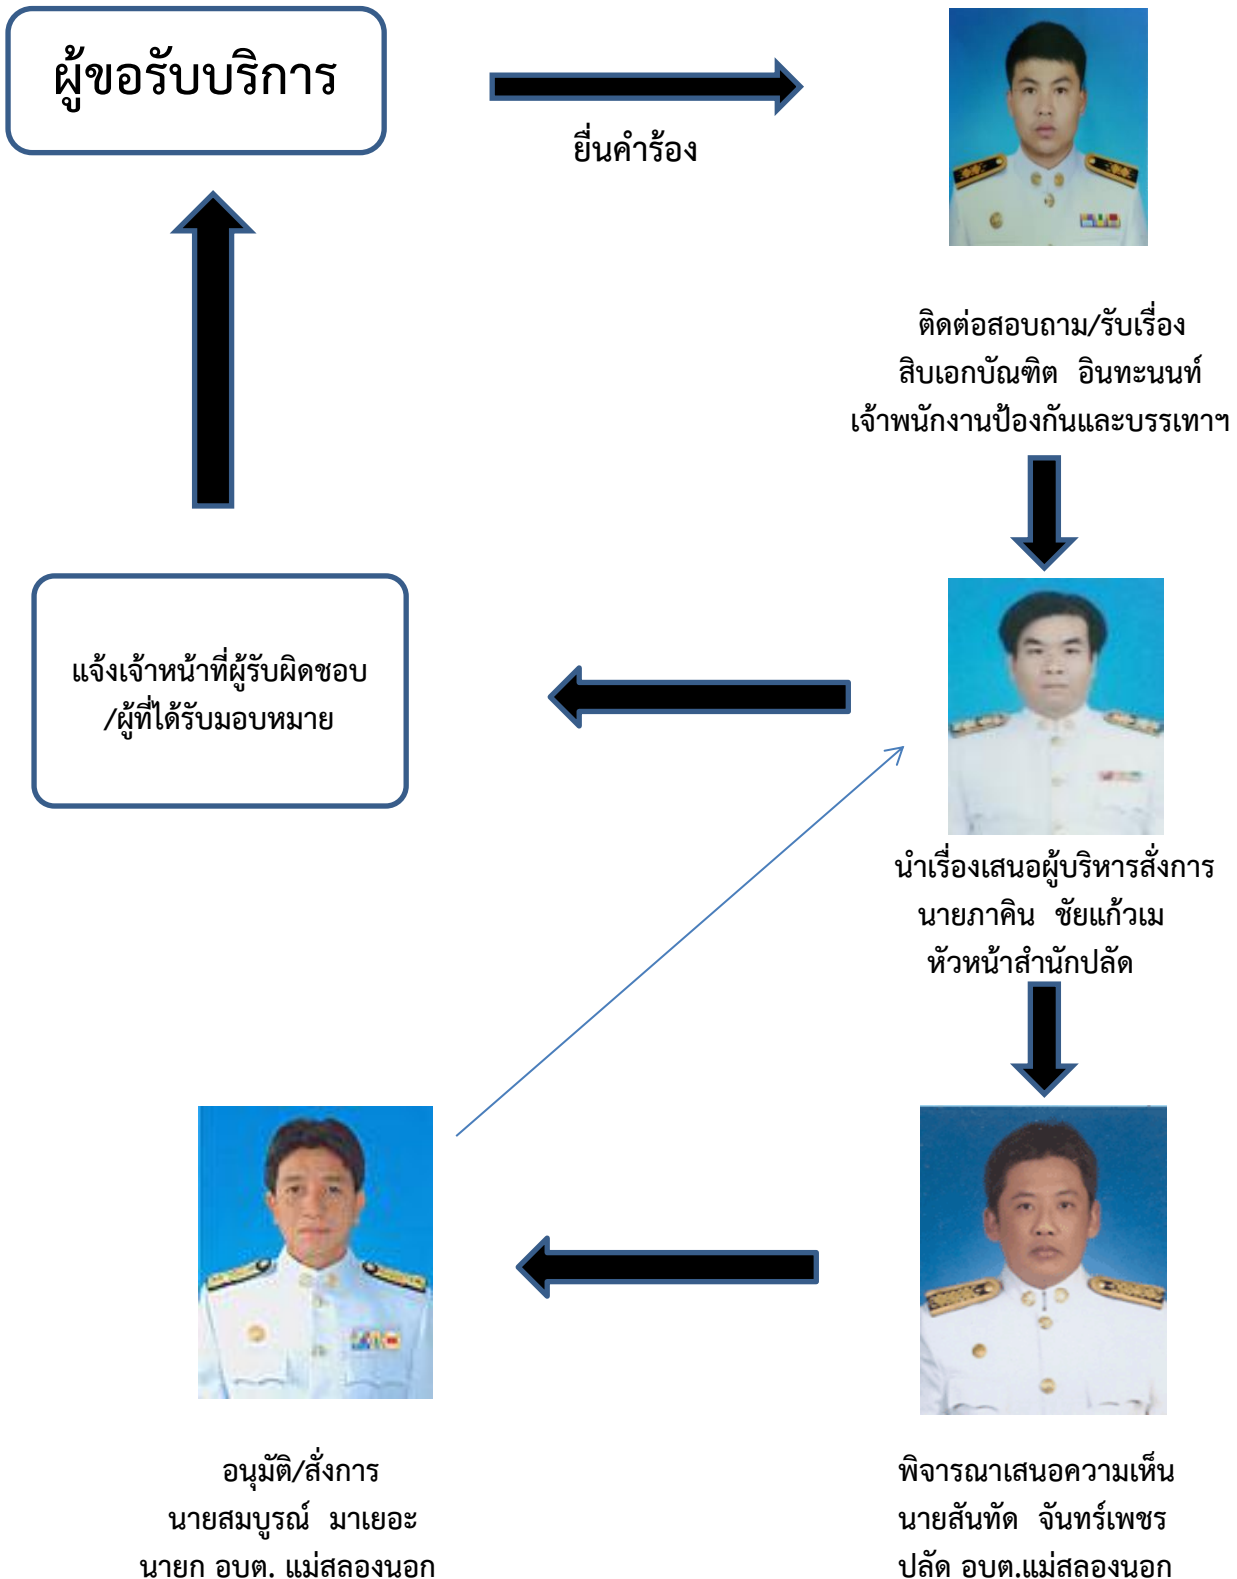 ผู้ขอรับบริการ
ยื่นคำร้อง
ติดต่อสอบถาม/รับเรื่อง
สิบเอกบัณฑิต อินทะนนท์
เจ้าพนักงานป้องกันและบรรเทาฯ
แจ้งเจ้าหน้าที่ผู้รับผิดชอบ
/ผู้ที่ได้รับมอบหมาย
นำเรื่องเสนอผู้บริหารสั่งการ
นายภาคิน ชัยแก้วเม
หัวหน้าสำนักปลัด
อนุมัติ/สั่งการ
นายสมบูรณ์ มาเยอะ
นายก อบต. แม่สลองนอก
พิจารณาเสนอความเห็น
นายสันทัด จันทร์เพชร
ปลัด อบต.แม่สลองนอก